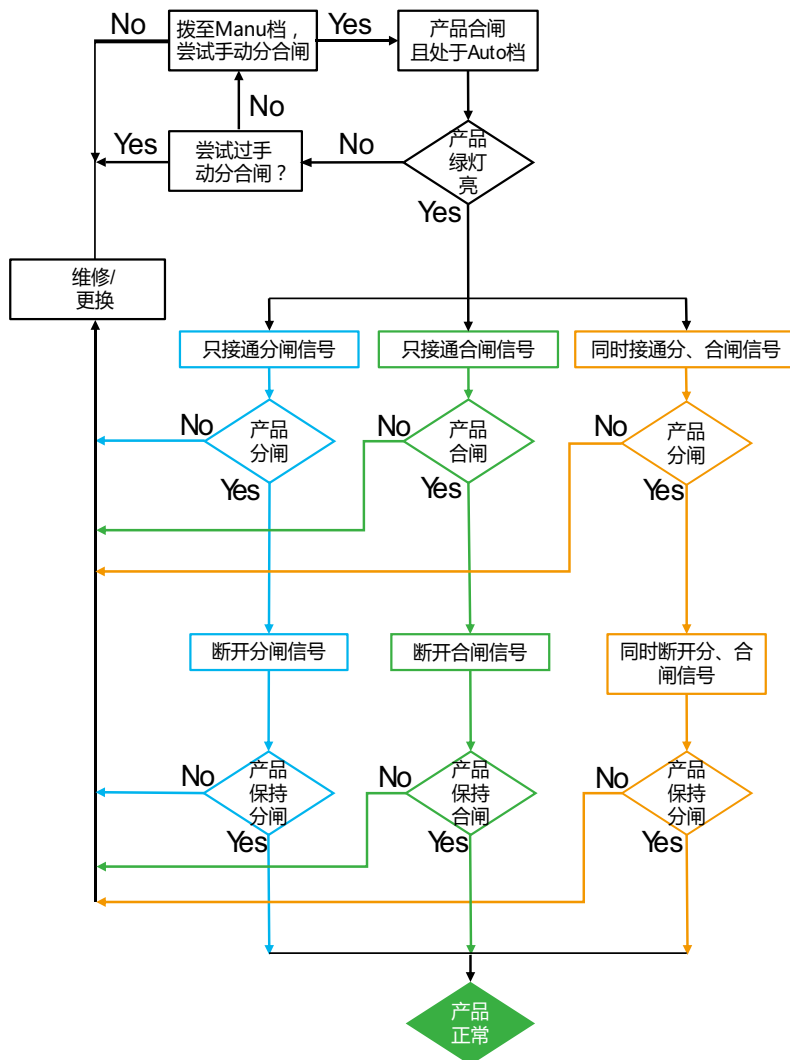 No
拨至Manu档，
尝试手动分合闸
Yes
产品合闸
且处于Auto档
No
Yes
尝试过手
动分合闸？
No
产品
绿灯
亮
Yes
维修/
更换
只接通分闸信号
只接通合闸信号
同时接通分、合闸信号
No
产品
分闸
No
产品
合闸
No
产品
分闸
Yes
Yes
Yes
断开分闸信号
断开合闸信号
同时断开分、合
闸信号
No
产品
保持
分闸
No
产品
保持
合闸
No
产品
保持
分闸
Yes
Yes
Yes
产品
正常